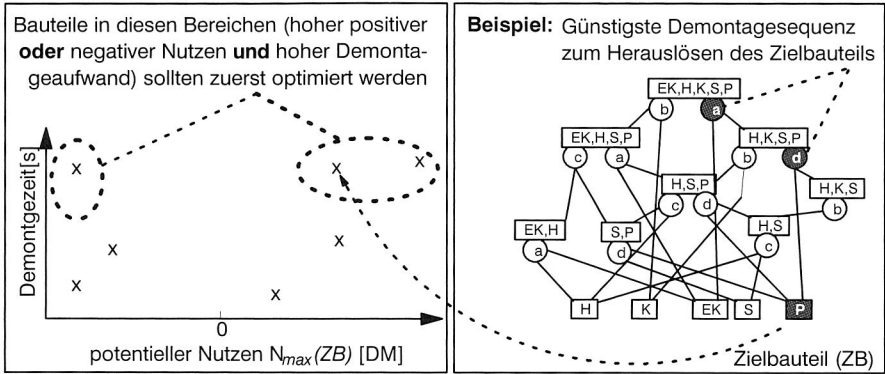 Bauteile in diesen Bereichen (hoher positiver
oder negativer Nutzen und hoher Demonta-
geaufwand) sollten zuerst optimiert werden
Demontgezeit[s]
x
x
x
x
x
x
x
0
potentieller Nutzen Nmax(ZB) [DM]
Beispiel: Günstigste Demontagesequenz
zum Herauslösen des Zielbauteils
EK,H,K,S,P
b a
EK,H,S,P H,K,S,P
c a b d
H,S,P H,K,S
c d b
EK,H S,P H,S
a d c
H K EK S P
Zielbauteil (ZB)